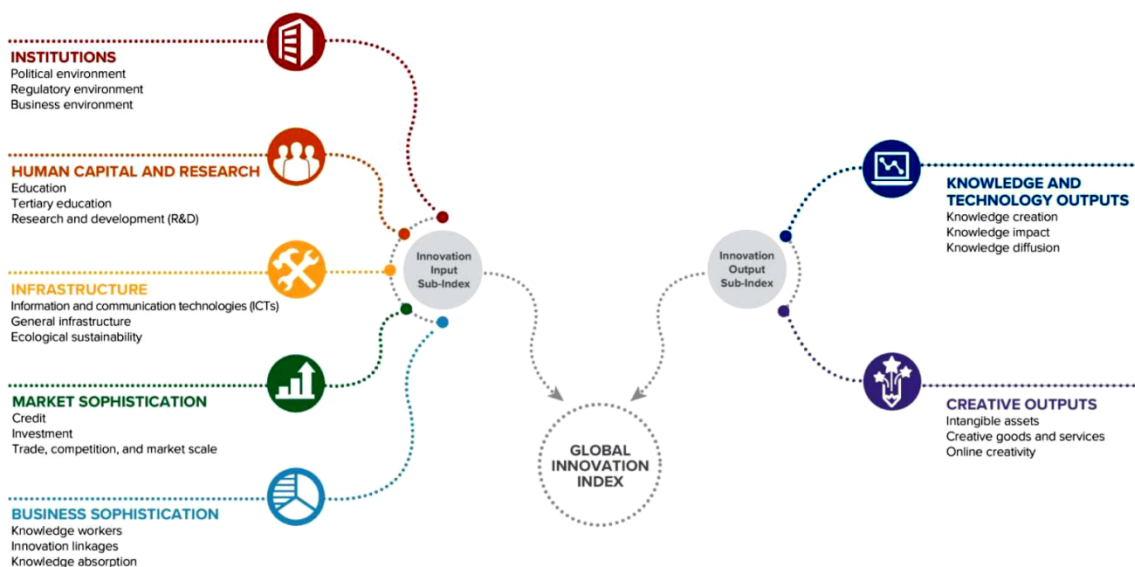 INSTITUTIONS
Political environment
Regulatory environment
Business environment
HUMAN CAPITAL AND RESEARCH
Education
Tertiary education
Research and development (R&D)
INFRASTRUCTURE
Information and communication technologies (ICTs)
General infrastructure
Ecological sustainability
MARKET SOPHISTICATION
Credit
Investment
Trade, competition, and market scale
BUSINESS SOPHISTICATION
Knowledge workers
Innovation linkages
Knowledge absorption
Innovation
Input
Sub-Index
GLOBAL
INNOVATION
INDEX
Innovation
Output
Sub-Index
KNOWLEDGE AND
TECHNOLOGY OUTPUTS
Knowledge creation
Knowledge impact
Knowledge diffusion
CREATIVE OUTPUTS
Intangible assets
Creative goods and services
Online creativity